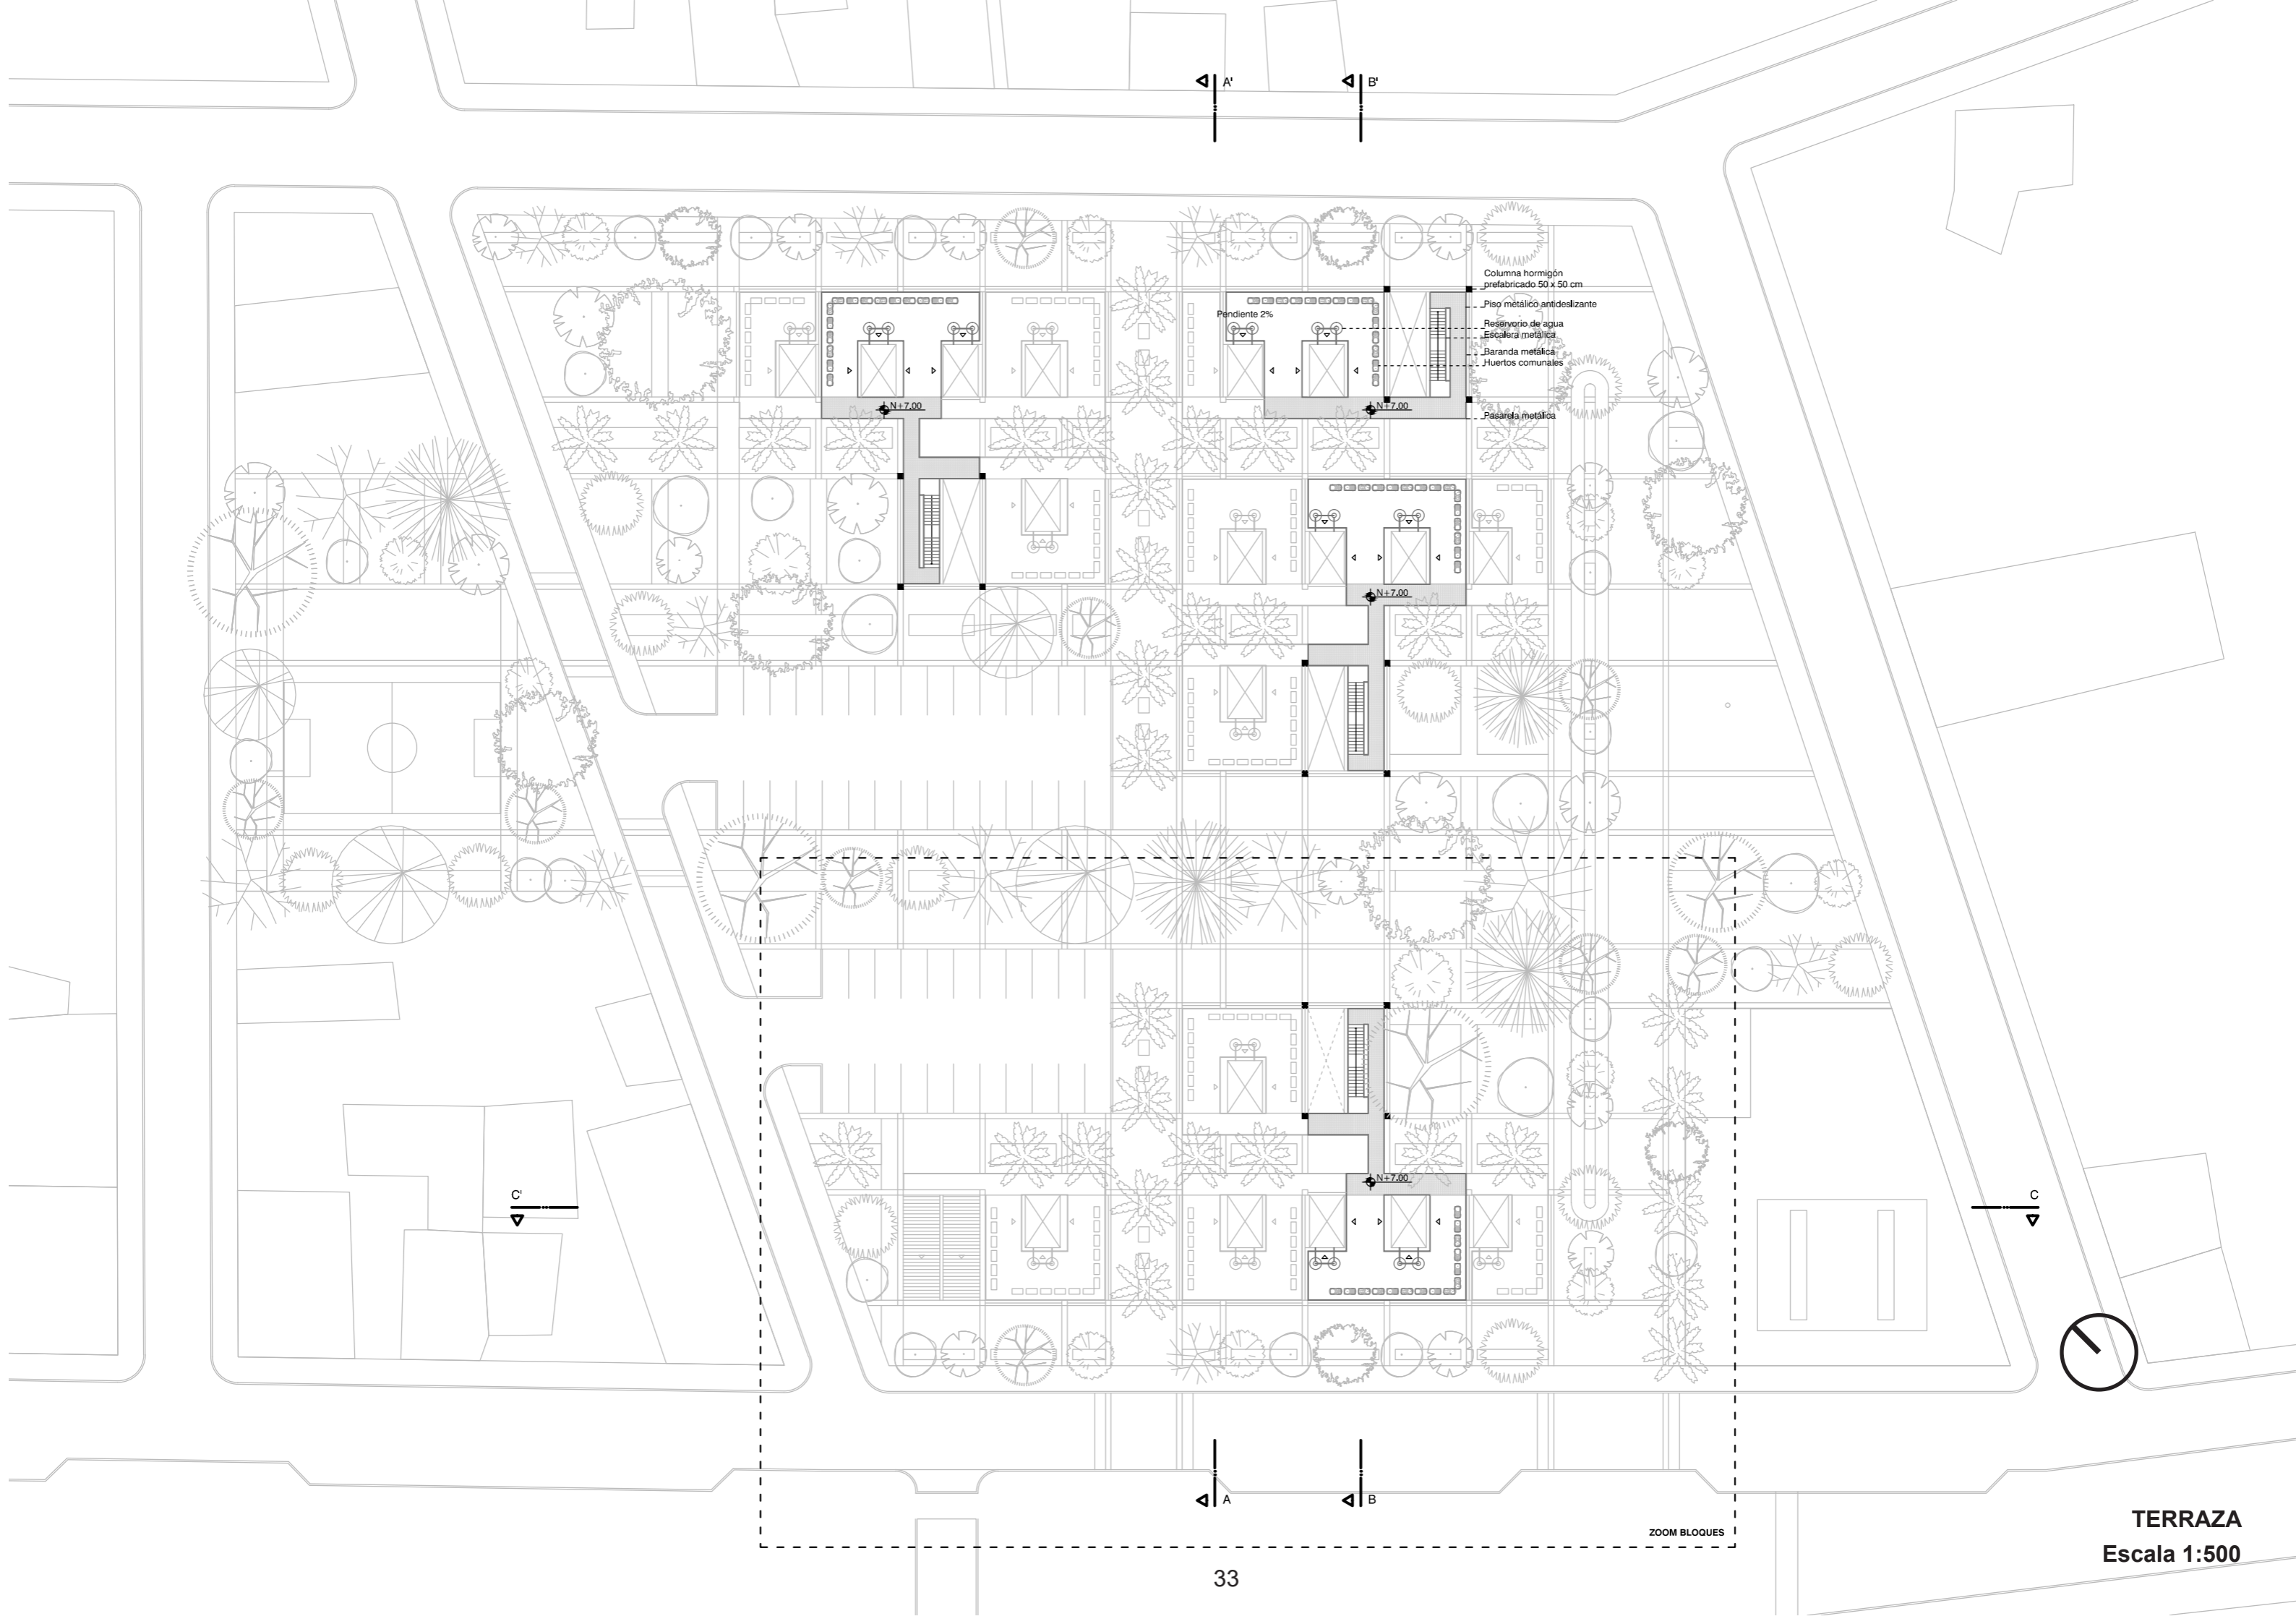 A'
B'
Columna hormigón
prefabricado 50 x 50 cm
Piso metálico antideslizante
Pendiente 2%
Reservorio de agua
Escalera metálica
Baranda metálica
Huertos comunales
N+7.00
N+7.00
Pasarela metálica
N+7.00
N+7.00
C'
C
A
B
ZOOM BLOQUES
TERRAZA
Escala 1:500
33